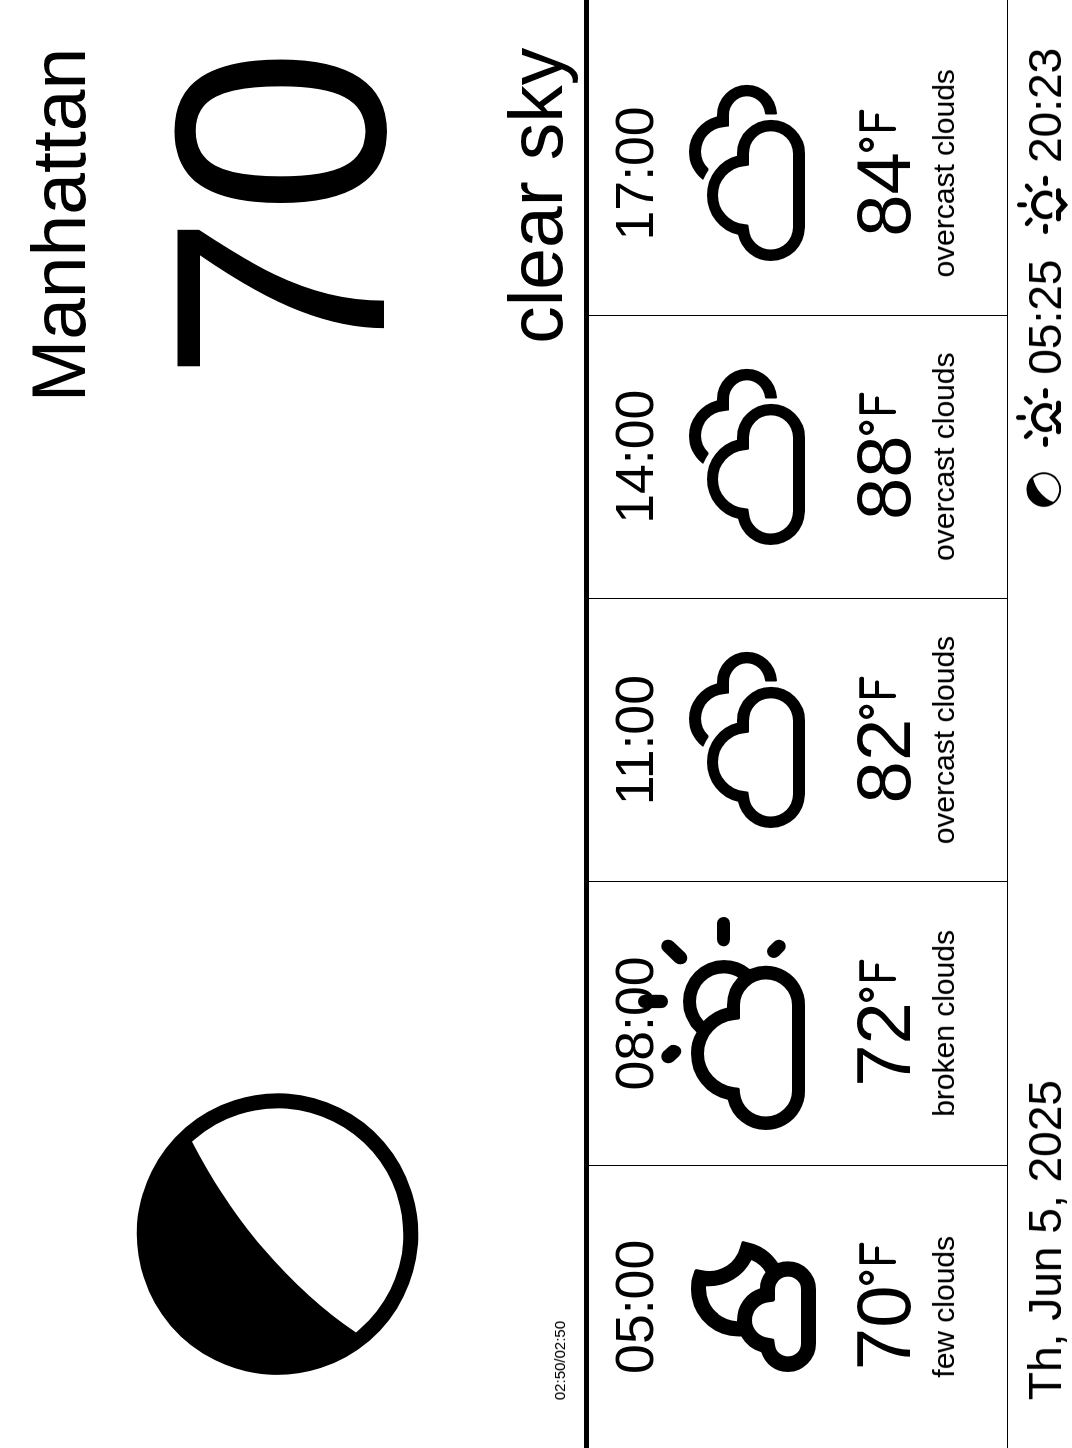 Manhattan
70
clear sky
02:50/02:50
05:00
70°F
few clouds
08:00
72°F
broken clouds
11:00
82°F
overcast clouds
14:00
88°F
overcast clouds
17:00
84°F
overcast clouds
Th, Jun 5, 2025
05:25 20:23